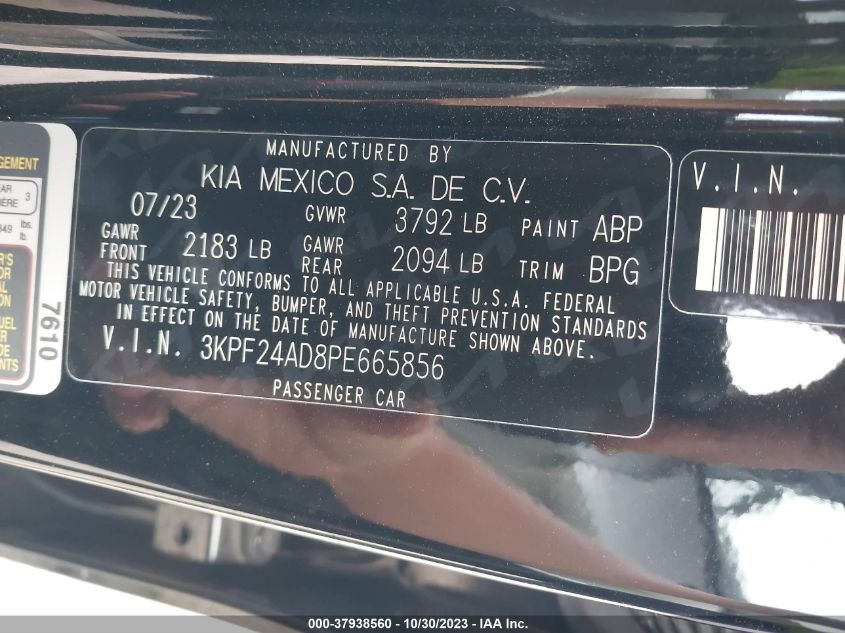 MANUFACTURED BY
KIA MEXICO S.A. DE C.V.
07/23 GVWR 3792 LB PAINT ABP
GAWR FRONT 2183 LB GAWR REAR 2094 LB TRIM BPG
THIS VEHICLE CONFORMS TO ALL APPLICABLE U.S.A. FEDERAL
MOTOR VEHICLE SAFETY, BUMPER, AND THEFT PREVENTION STANDARDS
IN EFFECT ON THE DATE OF MANUFACTURE SHOWN ABOVE.
V.I.N. 3KPF24AD8PE665856
PASSENGER CAR
V.I.N.
7610
3
lb.
000-37938560 - 10/30/2023 - IAA Inc.